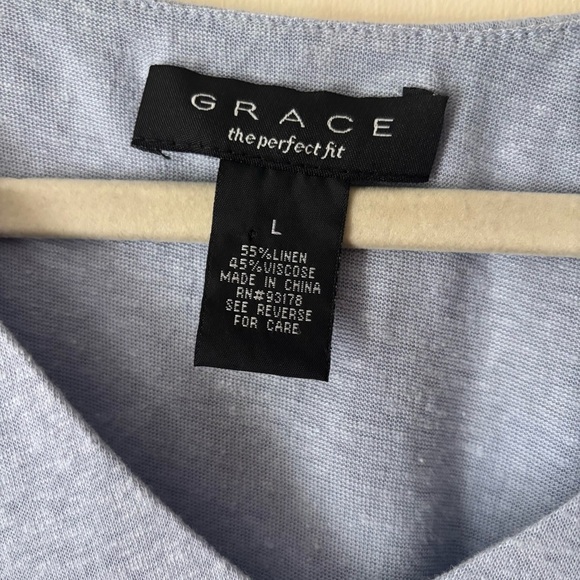 GRACE
the perfect fit
L
55%LINEN
45%VISCOSE
MADE IN CHINA
RN#93178
SEE REVERSE
FOR CARE